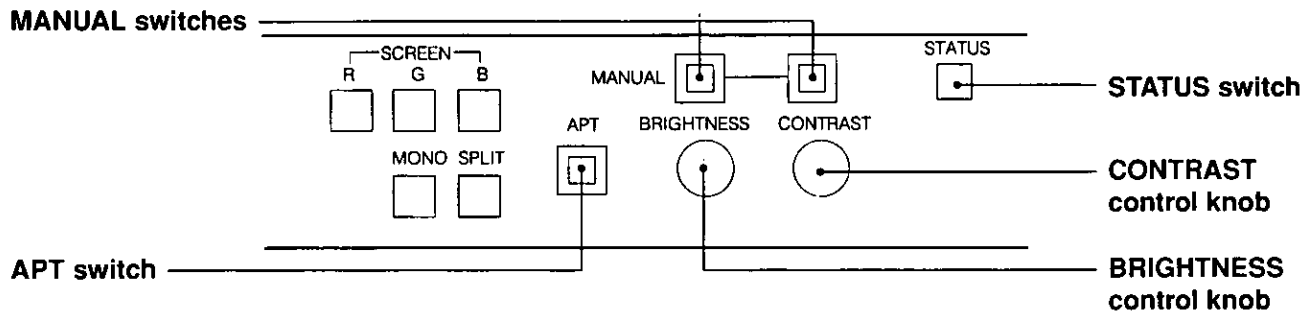 MANUAL switches
SCREEN
R G B
MANUAL
STATUS
STATUS switch
APT BRIGHTNESS CONTRAST
MONO SPLIT
CONTRAST
control knob
APT switch
BRIGHTNESS
control knob